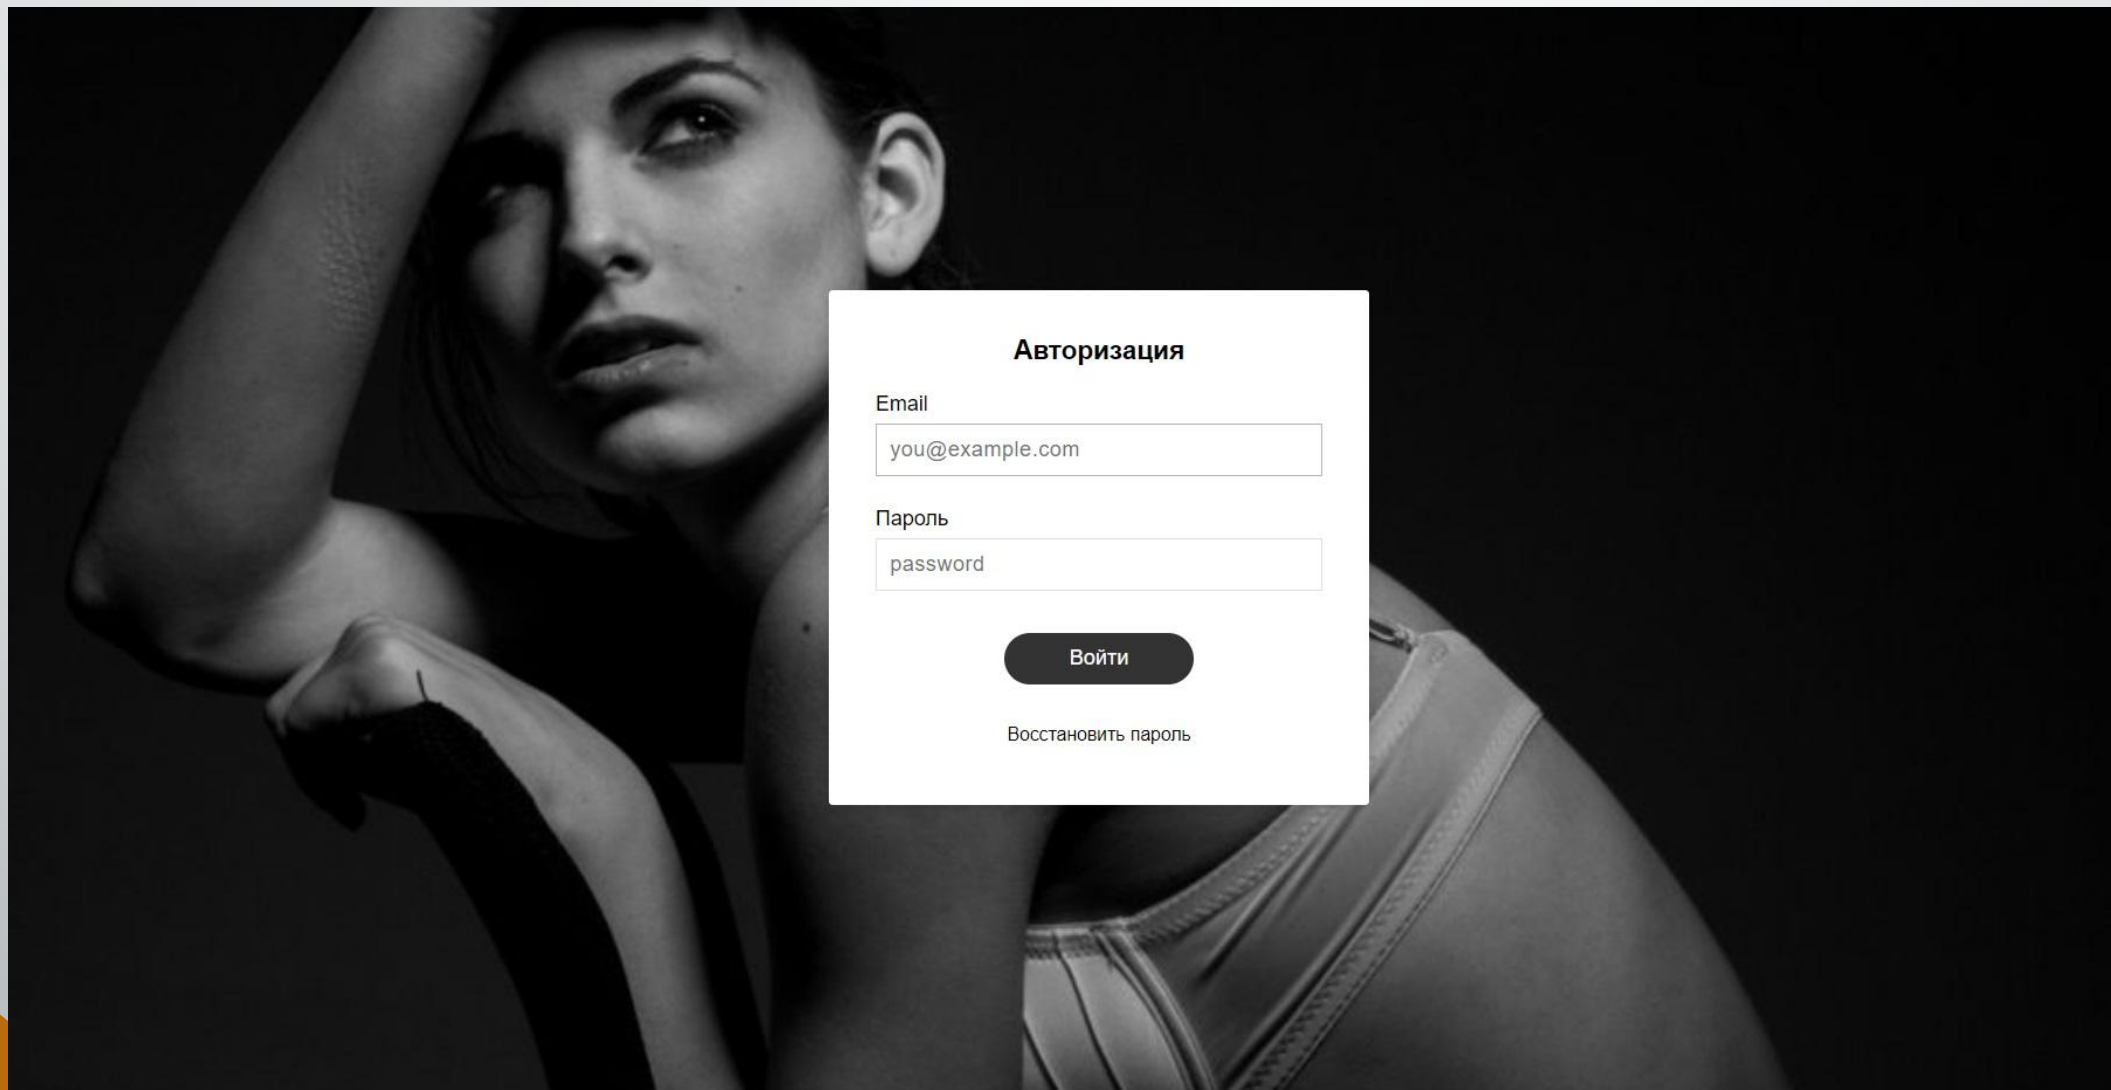 Авторизация
Email
you@example.com
Пароль
password
Войти
Восстановить пароль